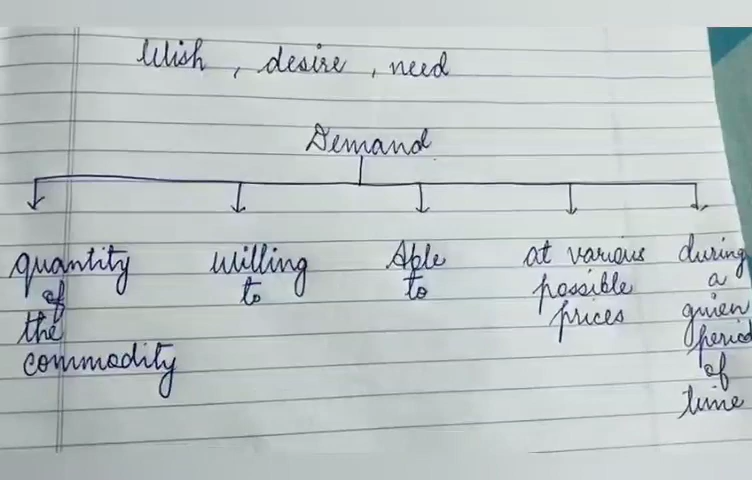 Wish, desire, need
Demand
quantity
of
the
commodity
willing
to
Able
to
at various
possible
prices
during
a
given
period
of
time